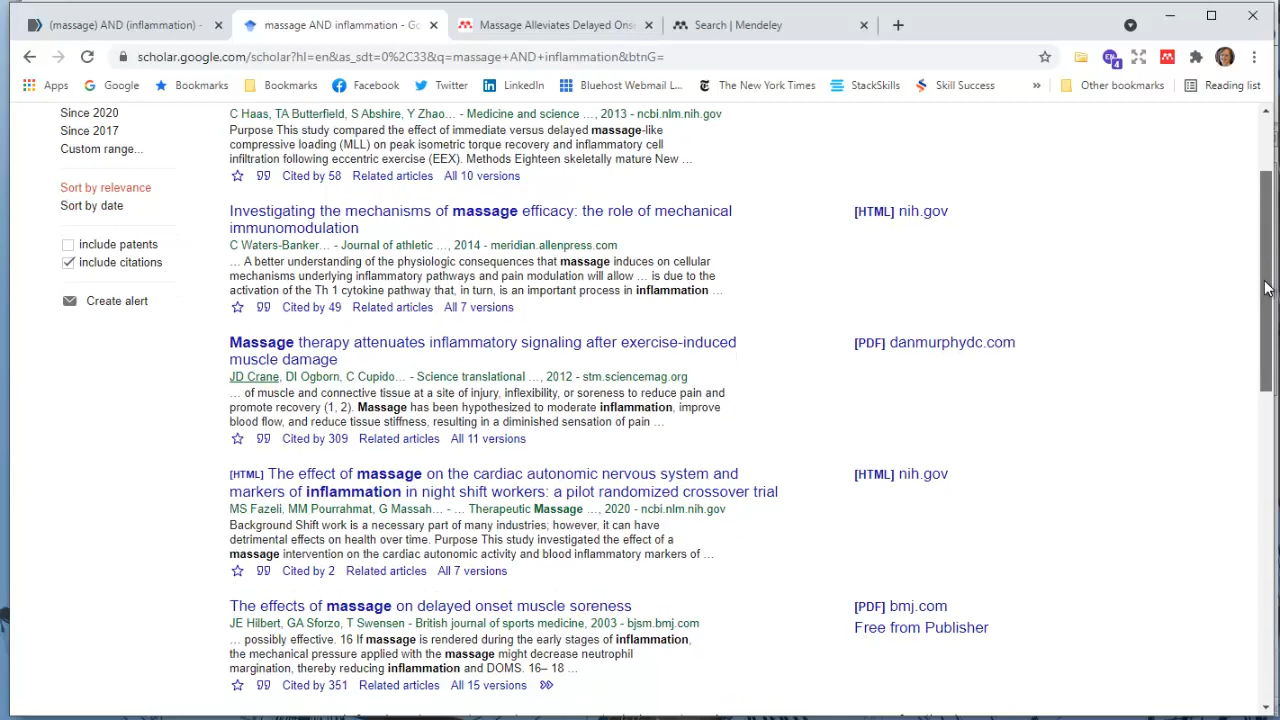 (massage) AND (inflammation) -
massage AND inflammation - Go
Massage Alleviates Delayed Onse
Search | Mendeley
scholar.google.com/scholar?hl=en&as_sdt=0%2C33&q=massage+AND+inflammation&btnG=
4
Apps
Google
Bookmarks
Bookmarks
Facebook
Twitter
LinkedIn
Bluehost Webmail L...
The New York Times
StackSkills
Skill Success
»
Other bookmarks
Reading list
Since 2020
Since 2017
Custom range...
Sort by relevance
Sort by date
include patents
include citations
Create alert
C Haas, TA Butterfield, S Abshire, Y Zhao... - Medicine and science ..., 2013 - ncbi.nlm.nih.gov
Purpose This study compared the effect of immediate versus delayed massage-like
compressive loading (MLL) on peak isometric torque recovery and inflammatory cell
infiltration following eccentric exercise (EEX). Methods Eighteen skeletally mature New ...
Cited by 58 Related articles All 10 versions
Investigating the mechanisms of massage efficacy: the role of mechanical
immunomodulation
[HTML] nih.gov
C Waters-Banker... - Journal of athletic ..., 2014 - meridian.allenpress.com
... A better understanding of the physiologic consequences that massage induces on cellular
mechanisms underlying inflammatory pathways and pain modulation will allow ... is due to the
activation of the Th 1 cytokine pathway that, in turn, is an important process in inflammation ...
Cited by 49 Related articles All 7 versions
Massage therapy attenuates inflammatory signaling after exercise-induced
muscle damage
[PDF] danmurphydc.com
JD Crane, DI Ogborn, C Cupido... - Science translational ..., 2012 - stm.sciencemag.org
... of muscle and connective tissue at a site of injury, inflexibility, or soreness to reduce pain and
promote recovery (1, 2). Massage has been hypothesized to moderate inflammation, improve
blood flow, and reduce tissue stiffness, resulting in a diminished sensation of pain ...
Cited by 309 Related articles All 11 versions
[HTML] The effect of massage on the cardiac autonomic nervous system and
markers of inflammation in night shift workers: a pilot randomized crossover trial
[HTML] nih.gov
MS Fazeli, MM Pourrahmat, G Massah... - ... Therapeutic Massage ..., 2020 - ncbi.nlm.nih.gov
Background Shift work is a necessary part of many industries; however, it can have
detrimental effects on health over time. Purpose This study investigated the effect of a
massage intervention on the cardiac autonomic activity and blood inflammatory markers of ...
Cited by 2 Related articles All 7 versions
The effects of massage on delayed onset muscle soreness
[PDF] bmj.com
Free from Publisher
JE Hilbert, GA Sforzo, T Swensen - British journal of sports medicine, 2003 - bjsm.bmj.com
... possibly effective. 16 If massage is rendered during the early stages of inflammation,
the mechanical pressure applied with the massage might decrease neutrophil
margination, thereby reducing inflammation and DOMS. 16– 18 ...
Cited by 351 Related articles All 15 versions